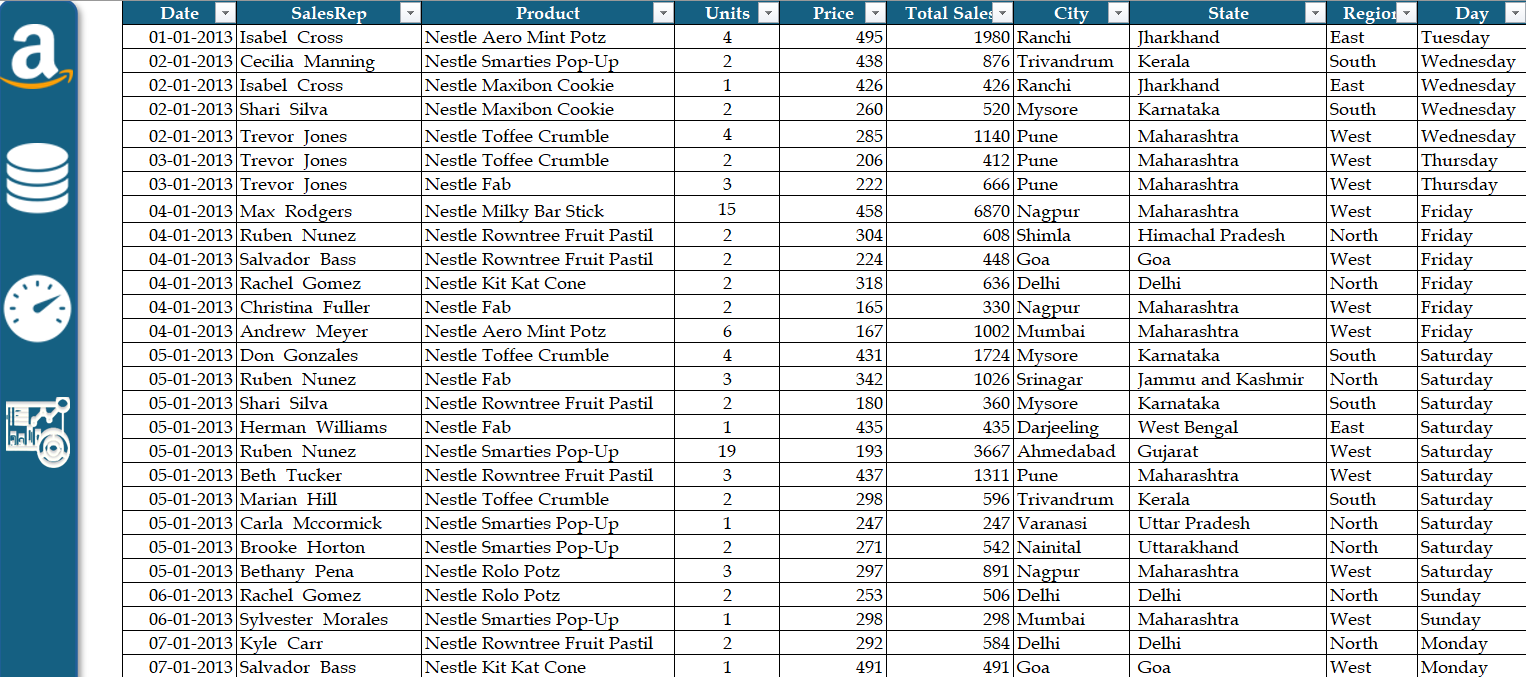 a
Date SalesRep Product Units Price Total Sales City State Region Day
01-01-2013 Isabel Cross Nestle Aero Mint Potz 4 495 1980 Ranchi Jharkhand East Tuesday
02-01-2013 Cecilia Manning Nestle Smarties Pop-Up 2 438 876 Trivandrum Kerala South Wednesday
02-01-2013 Isabel Cross Nestle Maxibon Cookie 1 426 426 Ranchi Jharkhand East Wednesday
02-01-2013 Shari Silva Nestle Maxibon Cookie 2 260 520 Mysore Karnataka South Wednesday
02-01-2013 Trevor Jones Nestle Toffee Crumble 4 285 1140 Pune Maharashtra West Wednesday
03-01-2013 Trevor Jones Nestle Toffee Crumble 2 206 412 Pune Maharashtra West Thursday
03-01-2013 Trevor Jones Nestle Fab 3 222 666 Pune Maharashtra West Thursday
04-01-2013 Max Rodgers Nestle Milky Bar Stick 15 458 6870 Nagpur Maharashtra West Friday
04-01-2013 Ruben Nunez Nestle Rowntree Fruit Pastil 2 304 608 Shimla Himachal Pradesh North Friday
04-01-2013 Salvador Bass Nestle Rowntree Fruit Pastil 2 224 448 Goa Goa West Friday
04-01-2013 Rachel Gomez Nestle Kit Kat Cone 2 318 636 Delhi Delhi North Friday
04-01-2013 Christina Fuller Nestle Fab 2 165 330 Nagpur Maharashtra West Friday
04-01-2013 Andrew Meyer Nestle Aero Mint Potz 6 167 1002 Mumbai Maharashtra West Friday
05-01-2013 Don Gonzales Nestle Toffee Crumble 4 431 1724 Mysore Karnataka South Saturday
05-01-2013 Ruben Nunez Nestle Fab 3 342 1026 Srinagar Jammu and Kashmir North Saturday
05-01-2013 Shari Silva Nestle Rowntree Fruit Pastil 2 180 360 Mysore Karnataka South Saturday
05-01-2013 Herman Williams Nestle Fab 1 435 435 Darjeeling West Bengal East Saturday
05-01-2013 Ruben Nunez Nestle Smarties Pop-Up 19 193 3667 Ahmedabad Gujarat West Saturday
05-01-2013 Beth Tucker Nestle Rowntree Fruit Pastil 3 437 1311 Pune Maharashtra West Saturday
05-01-2013 Marian Hill Nestle Toffee Crumble 2 298 596 Trivandrum Kerala South Saturday
05-01-2013 Carla Mccormick Nestle Smarties Pop-Up 1 247 247 Varanasi Uttar Pradesh North Saturday
05-01-2013 Brooke Horton Nestle Smarties Pop-Up 2 271 542 Nainital Uttarakhand North Saturday
05-01-2013 Bethany Pena Nestle Rolo Potz 3 297 891 Nagpur Maharashtra West Saturday
06-01-2013 Rachel Gomez Nestle Rolo Potz 2 253 506 Delhi Delhi North Sunday
06-01-2013 Sylvester Morales Nestle Smarties Pop-Up 1 298 298 Mumbai Maharashtra West Sunday
07-01-2013 Kyle Carr Nestle Rowntree Fruit Pastil 2 292 584 Delhi Delhi North Monday
07-01-2013 Salvador Bass Nestle Kit Kat Cone 1 491 491 Goa Goa West Monday